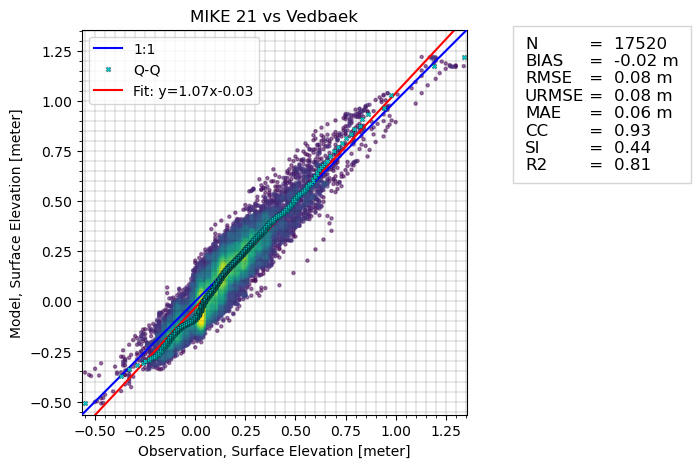 MIKE 21 vs Vedbaek
1:1
Q-Q
Fit: y=1.07x-0.03
N = 17520
BIAS = -0.02 m
RMSE = 0.08 m
URMSE = 0.08 m
MAE = 0.06 m
CC = 0.93
SI = 0.44
R2 = 0.81
Model, Surface Elevation [meter]
1.25
1.00
0.75
0.50
0.25
0.00
−0.25
−0.50
−0.50 −0.25 0.00 0.25 0.50 0.75 1.00 1.25
Observation, Surface Elevation [meter]